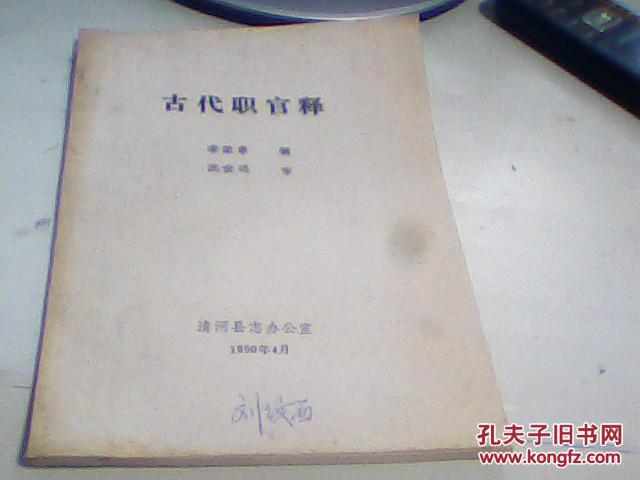 古代职官释
编
审
清河县志办公室
1990年4月
孔夫子旧书网
www.kongfz.com